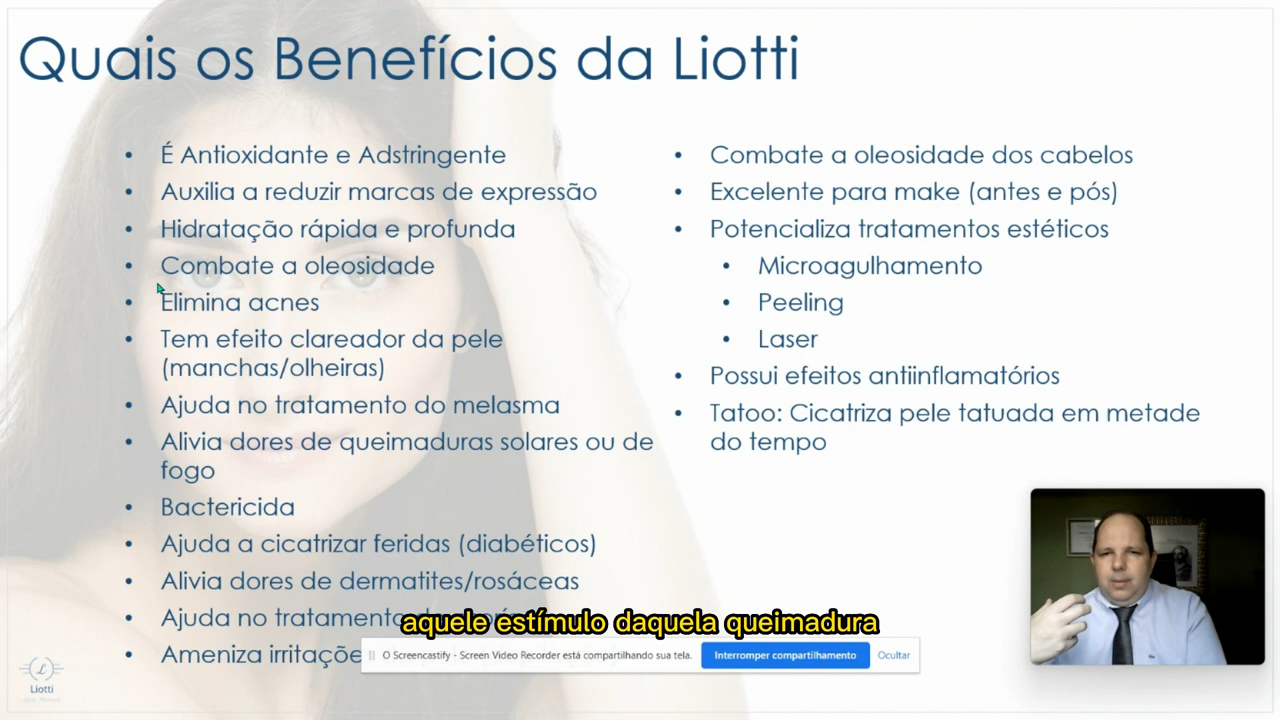 Quais os Benefícios da Liotti
• É Antioxidante e Adstringente
• Auxilia a reduzir marcas de expressão
• Hidratação rápida e profunda
• Combate a oleosidade
• Elimina acnes
• Tem efeito clareador da pele
(manchas/olheiras)
• Ajuda no tratamento do melasma
• Alivia dores de queimaduras solares ou de
fogo
• Bactericida
• Ajuda a cicatrizar feridas (diabéticos)
• Alivia dores de dermatites/rosáceas
• Ajuda no tratamento
• Ameniza
• Combate a oleosidade dos cabelos
• Excelente para make (antes e pós)
• Potencializa tratamentos estéticos
• Microagulhamento
• Peeling
• Laser
• Possui efeitos antiinflamatórios
• Tatoo: Cicatriza pele tatuada em metade
do tempo
aquele estímulo daquela queimadura
O Screencastify - Screen Video Recorder está compartilhando sua tela.
Interromper compartilhamento
Ocultar
Liotti